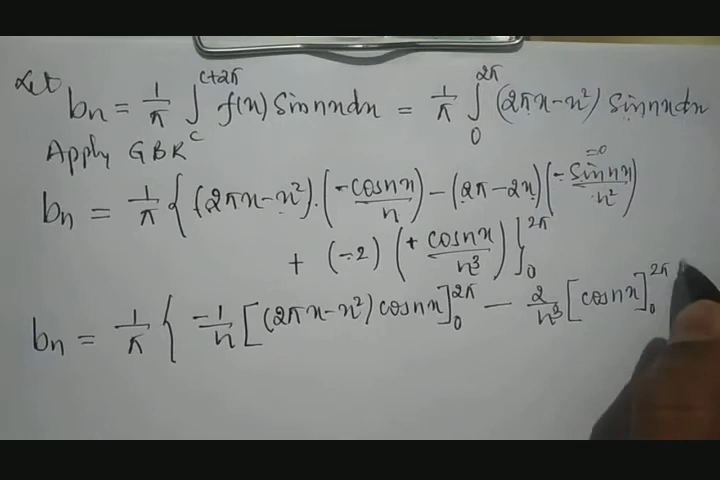 Let
bn = 1/π ∫_C^{C+2π} f(x) Sin nx dx = 1/π ∫_0^{2π} (2πx − x²) Sin nx dx
Apply GBR
bn = 1/π { (2πx − x²) · (−cos nx / n) − (2π − 2x) (− Sin nx / n²) =0
+ (−2) (+ cos nx / n³) }_0^{2π}
bn = 1/π { −1/n [(2πx − x²) cos nx]_0^{2π} − 2/n³ [cos nx]_0^{2π}